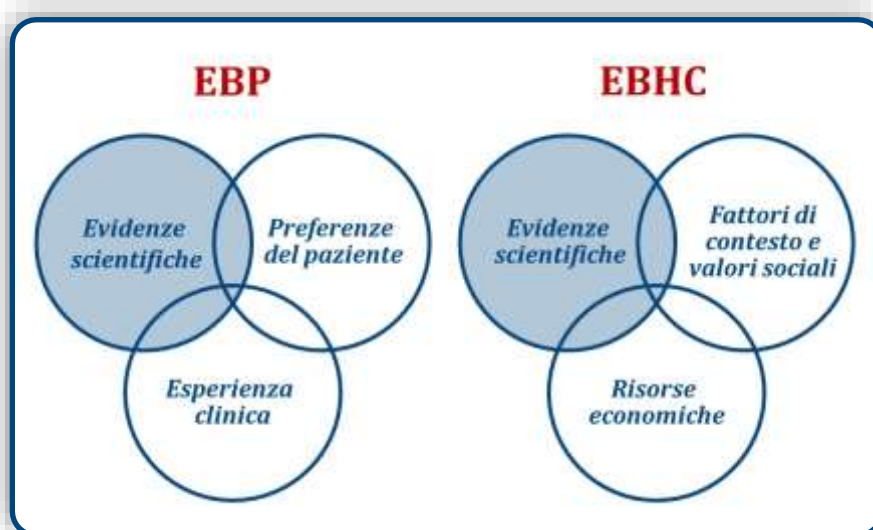 EBP
Evidenze
scientifiche
Preferenze
del paziente
Esperienza
clinica
EBHC
Evidenze
scientifiche
Fattori di
contesto e
valori sociali
Risorse
economiche